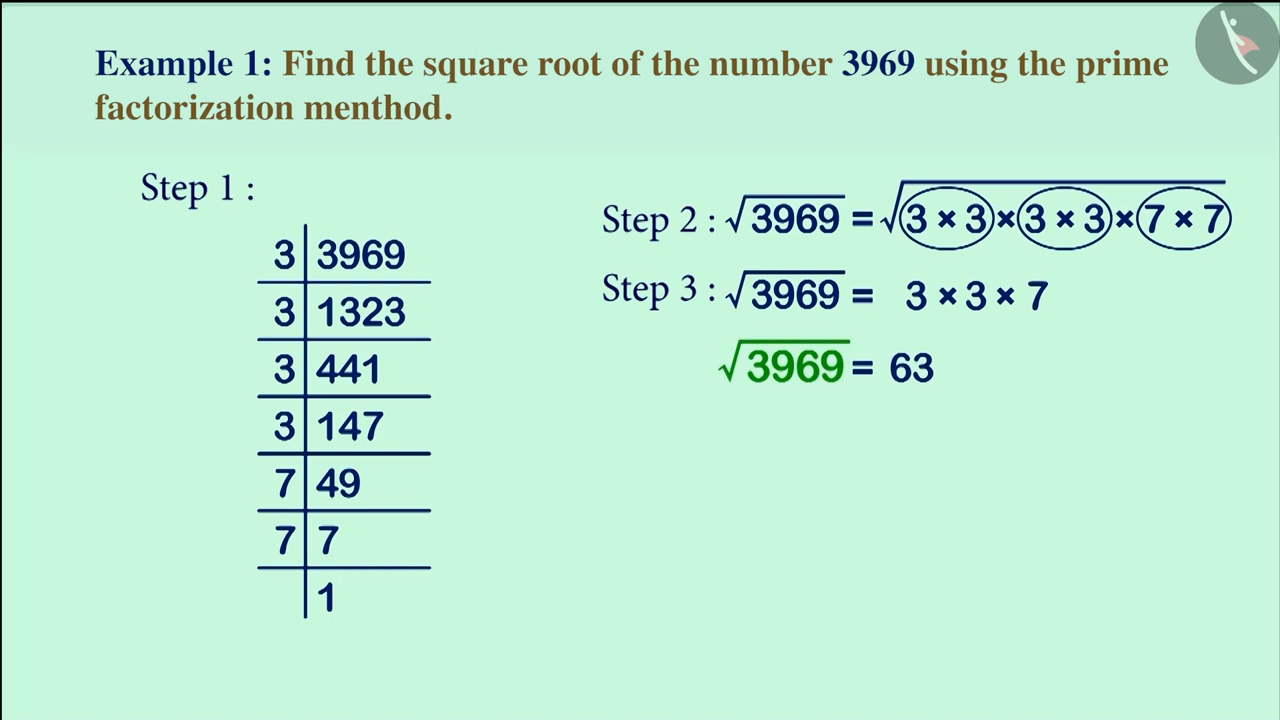 Example 1: Find the square root of the number 3969 using the prime
factorization menthod.
Step 1 :
3 3969
3 1323
3 441
3 147
7 49
7 7
1
Step 2 : √3969 = √3 × 3 × 3 × 3 × 7 × 7
Step 3 : √3969 = 3 × 3 × 7
√3969 = 63